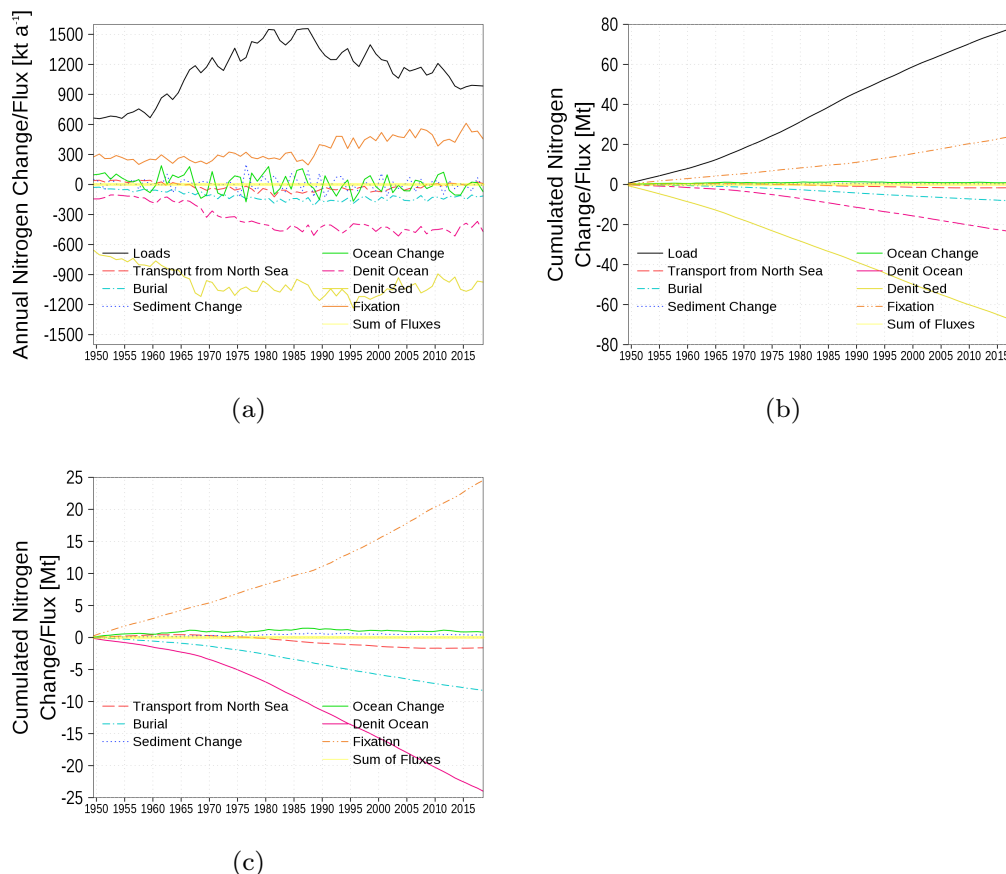 Annual Nitrogen Change/Flux [kt a⁻¹]
1500
1200
900
600
300
0
-300
-600
-900
-1200
-1500
Loads
Transport from North Sea
Burial
Sediment Change
Ocean Change
Denit Ocean
Denit Sed
Fixation
Sum of Fluxes
1950 1955 1960 1965 1970 1975 1980 1985 1990 1995 2000 2005 2010 2015
(a)
Cumulated Nitrogen
Change/Flux [Mt]
80
60
40
20
0
-20
-40
-60
-80
Load
Transport from North Sea
Burial
Sediment Change
Ocean Change
Denit Ocean
Denit Sed
Fixation
Sum of Fluxes
1950 1955 1960 1965 1970 1975 1980 1985 1990 1995 2000 2005 2010 2015
(b)
Cumulated Nitrogen
Change/Flux [Mt]
25
20
15
10
5
0
-5
-10
-15
-20
-25
Transport from North Sea
Burial
Sediment Change
Ocean Change
Denit Ocean
Fixation
Sum of Fluxes
1950 1955 1960 1965 1970 1975 1980 1985 1990 1995 2000 2005 2010 2015
(c)